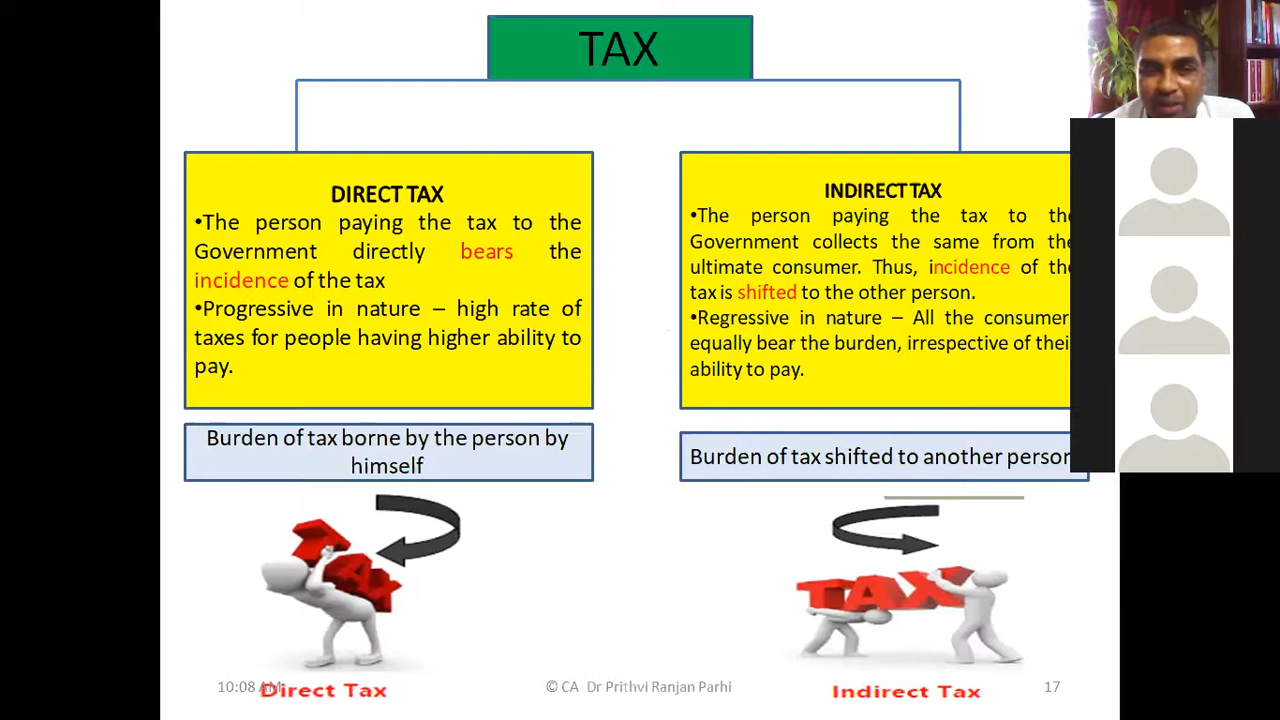 TAX
DIRECT TAX
•The person paying the tax to the
Government directly bears the
incidence of the tax
•Progressive in nature – high rate of
taxes for people having higher ability to
pay.
Burden of tax borne by the person by
himself
INDIRECT TAX
•The person paying the tax to the
Government collects the same from the
ultimate consumer. Thus, incidence of the
tax is shifted to the other person.
•Regressive in nature – All the consumer
equally bear the burden, irrespective of thei
ability to pay.
Burden of tax shifted to another person
TAX
TAX
10:08 AM
Direct Tax
© CA Dr Prithvi Ranjan Parhi
Indirect Tax
17